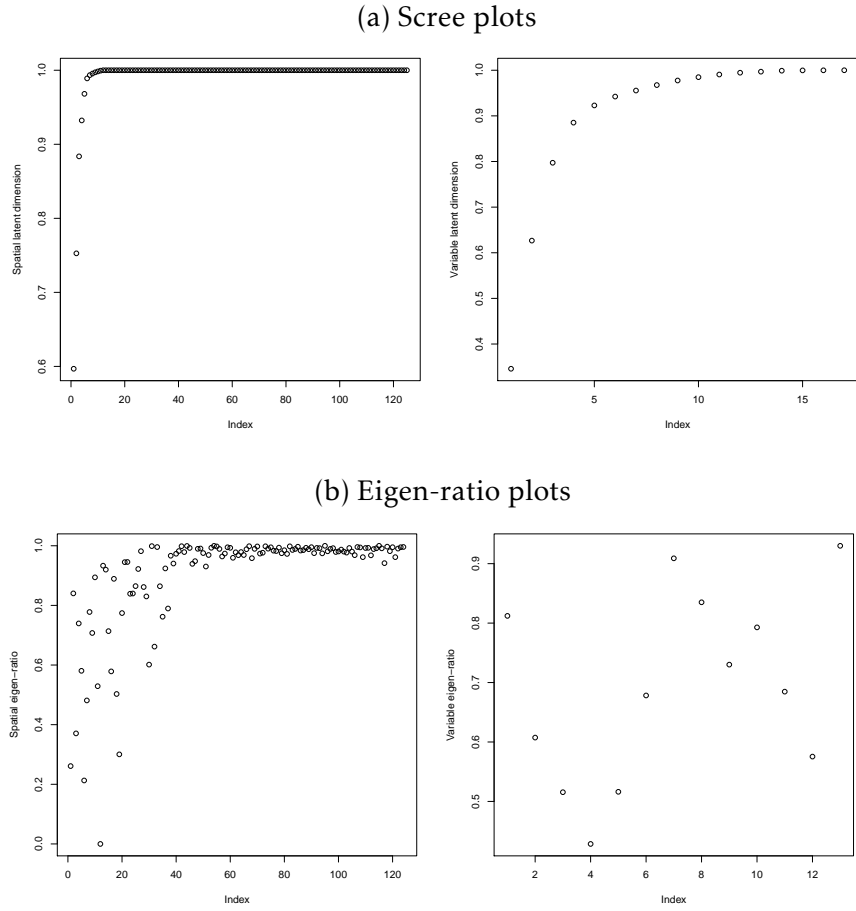 (a) Scree plots
Spatial latent dimension
0.6 0.7 0.8 0.9 1.0
0 20 40 60 80 100 120
Index
Variable latent dimension
0.4 0.5 0.6 0.7 0.8 0.9 1.0
5 10 15
Index
(b) Eigen-ratio plots
Spatial eigen−ratio
0.0 0.2 0.4 0.6 0.8 1.0
0 20 40 60 80 100 120
Index
Variable eigen−ratio
0.5 0.6 0.7 0.8 0.9
2 4 6 8 10 12
Index